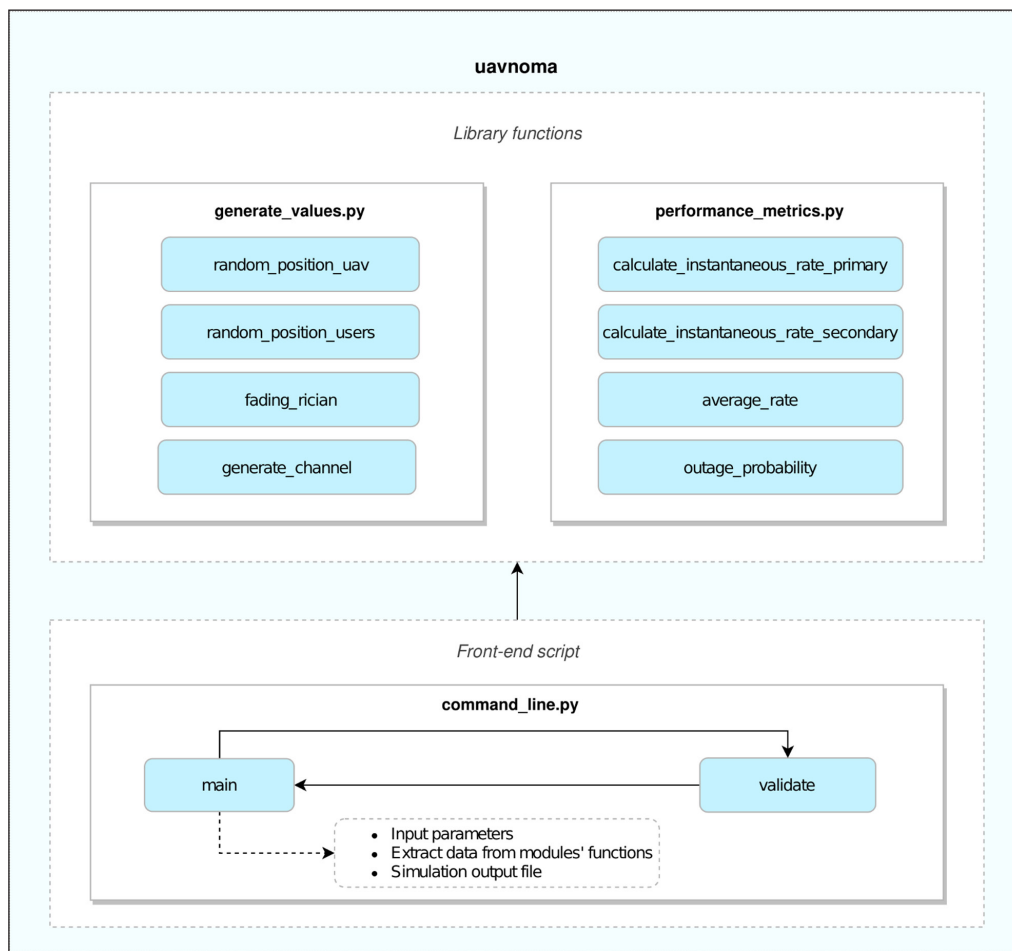 uavnoma
Library functions
generate_values.py
random_position_uav
random_position_users
fading_rician
generate_channel
performance_metrics.py
calculate_instantaneous_rate_primary
calculate_instantaneous_rate_secondary
average_rate
outage_probability
Front-end script
command_line.py
main
validate
• Input parameters
• Extract data from modules' functions
• Simulation output file